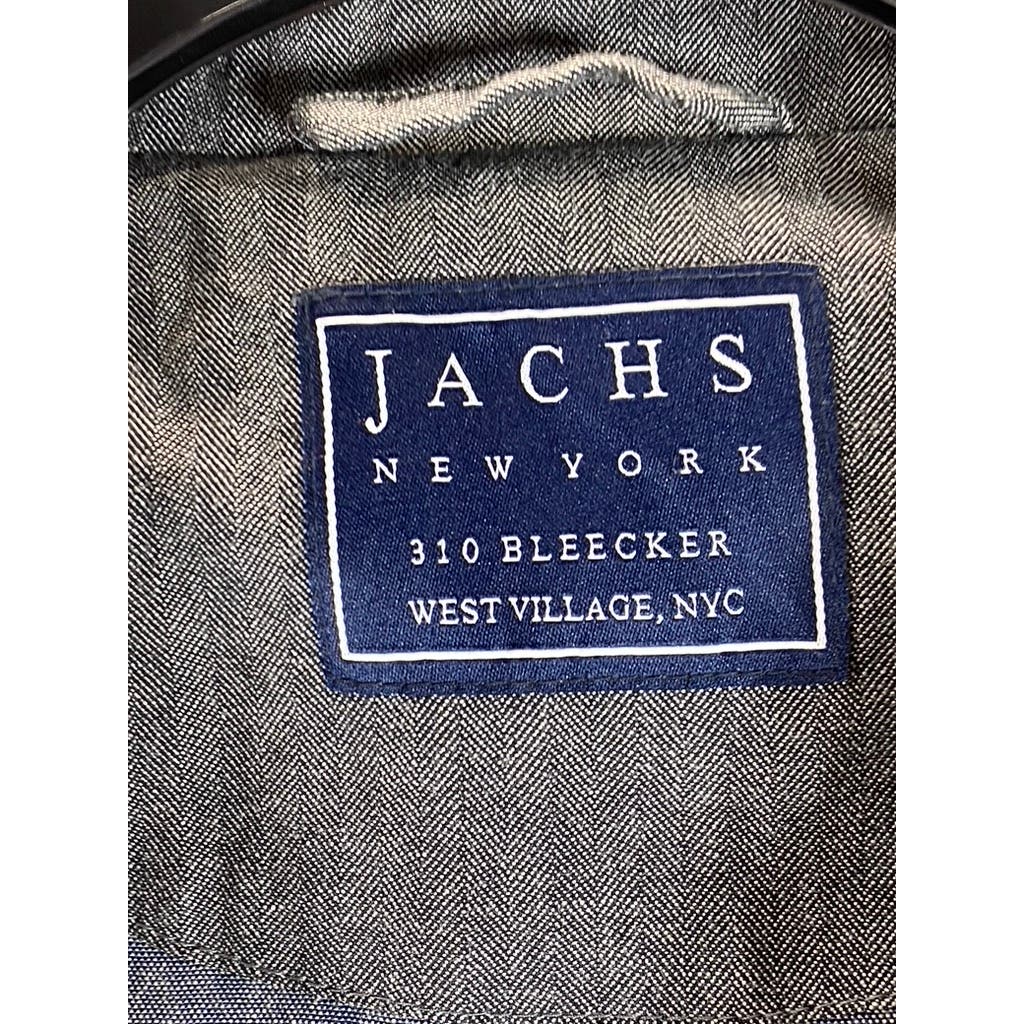 JACHS
NEW YORK
310 BLEECKER
WEST VILLAGE, NYC